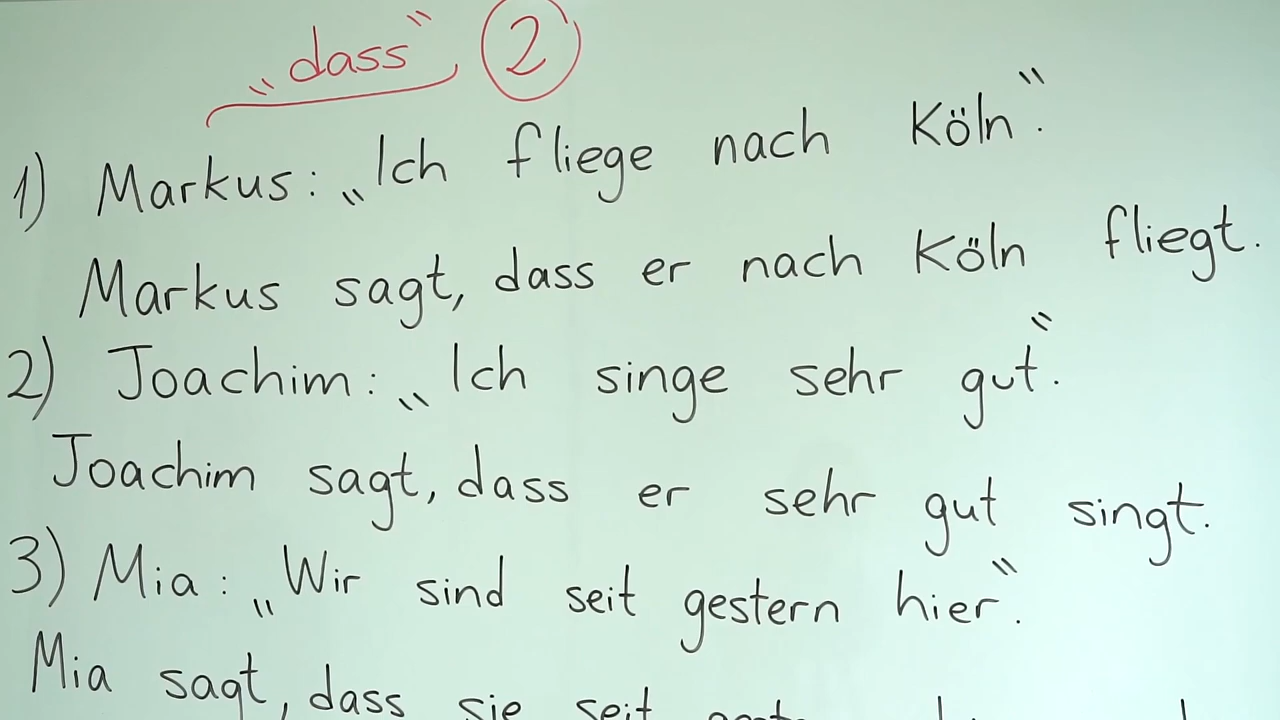 „dass“ 2
1) Markus: „Ich fliege nach Köln“.
Markus sagt, dass er nach Köln fliegt.
2) Joachim: „Ich singe sehr gut“.
Joachim sagt, dass er sehr gut singt.
3) Mia: „Wir sind seit gestern hier“.
Mia sagt, dass sie seit